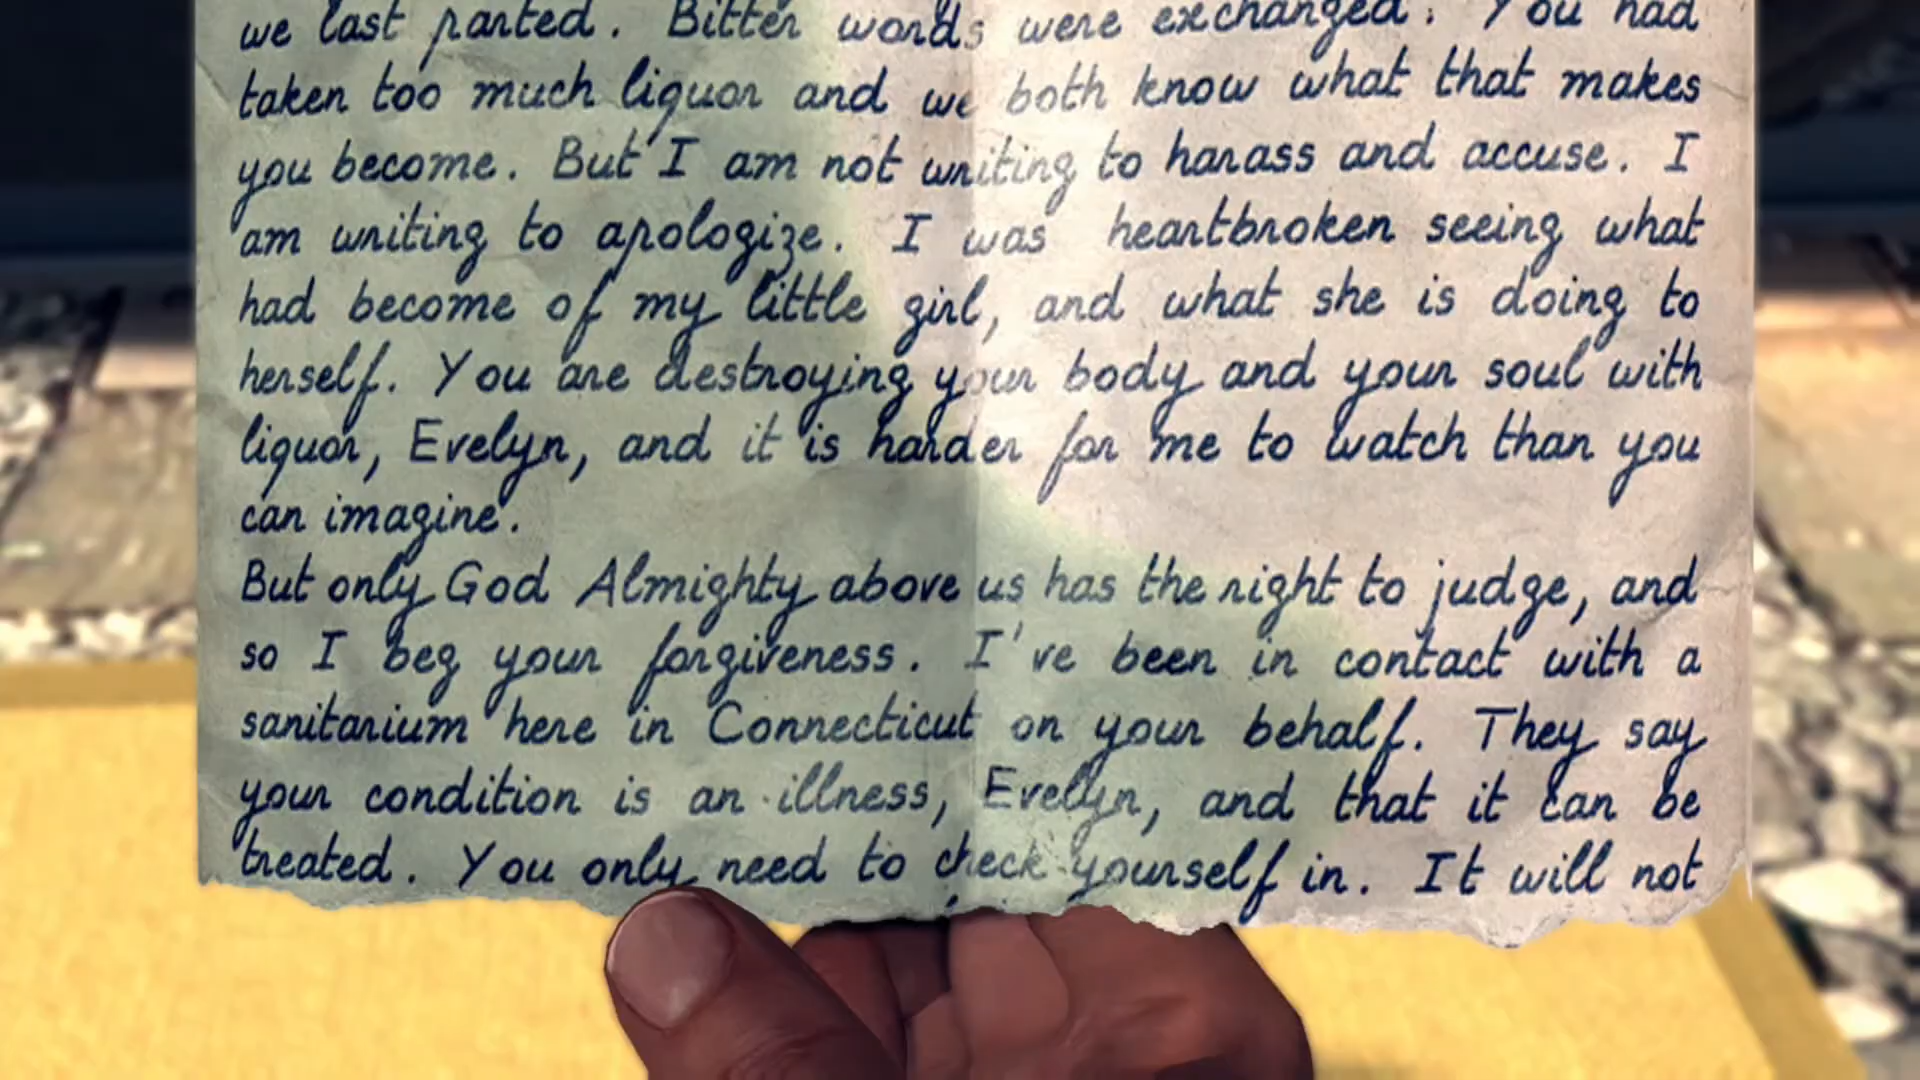 we last parted. Bitter words were exchanged. You had
taken too much liquor and we both know what that makes
you become. But I am not writing to harass and accuse. I
am writing to apologize. I was heartbroken seeing what
had become of my little girl, and what she is doing to
herself. You are destroying your body and your soul with
liquor, Evelyn, and it is harder for me to watch than you
can imagine.
But only God Almighty above us has the right to judge, and
so I beg your forgiveness. I've been in contact with a
sanitarium here in Connecticut on your behalf. They say
your condition is an illness, Evelyn, and that it can be
treated. You only need to check yourself in. It will not